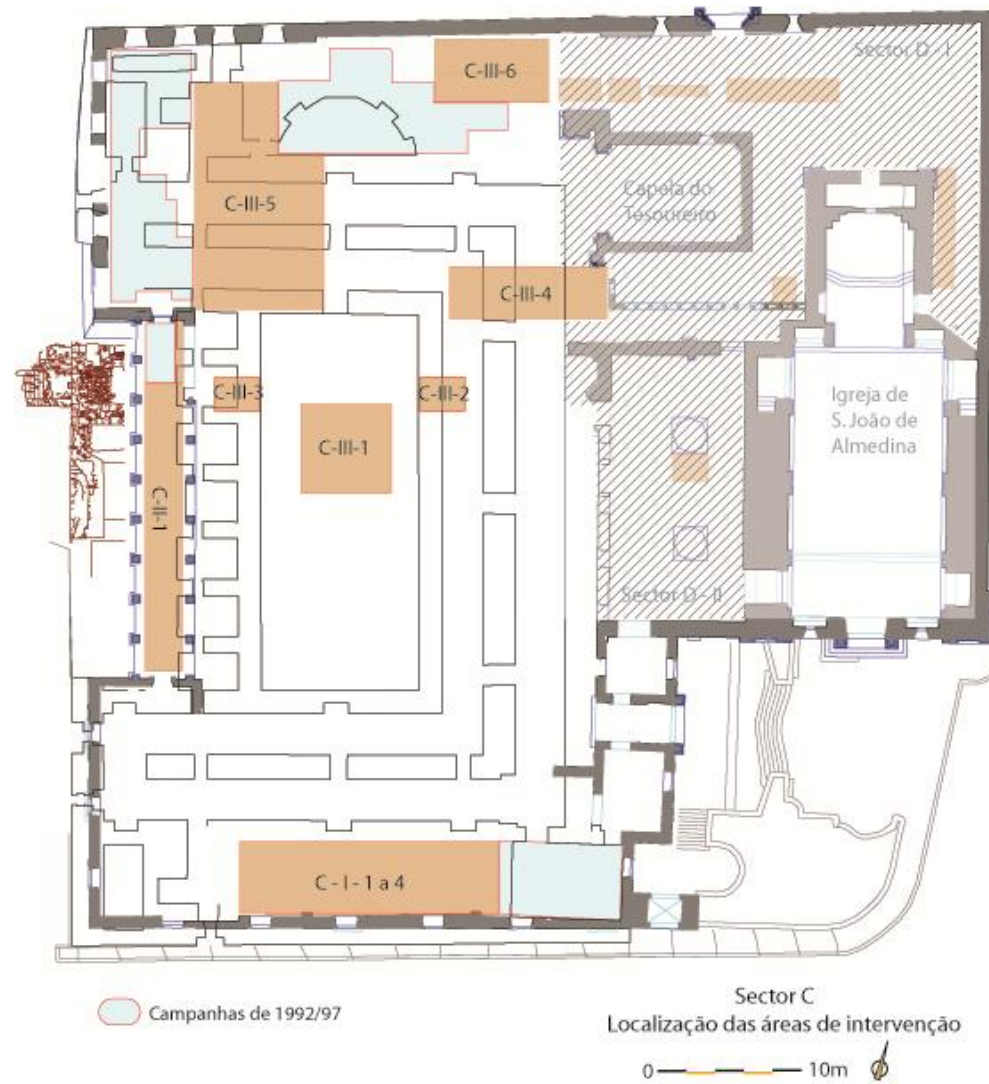 Sector D - I
C-III-6
Capela do
Tesoureiro
C-III-5
C-III-4
C-III-3
C-III-2
Igreja de
S. João de
Almedina
C-III-1
C-II-1
Sector D - II
C - I - 1 a 4
Campanhas de 1992/97
Sector C
Localização das áreas de intervenção
0
10m